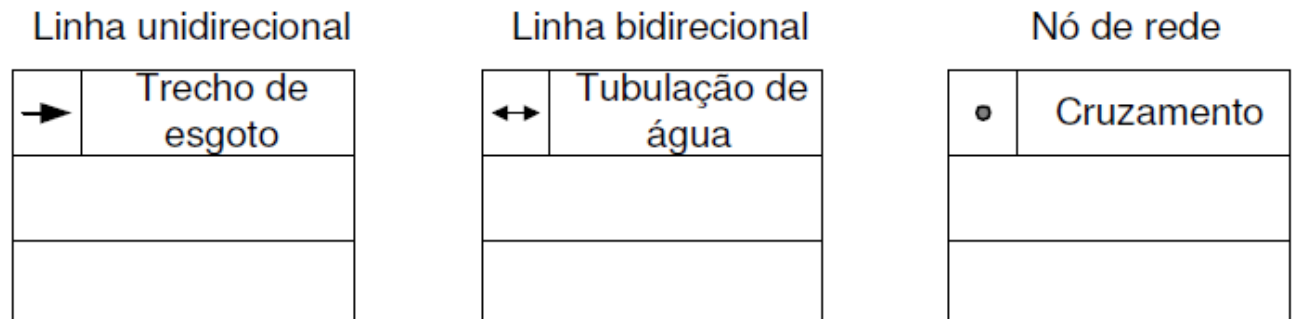 Linha unidirecional
Linha bidirecional
Nó de rede
Trecho de
esgoto
Tubulação de
água
Cruzamento